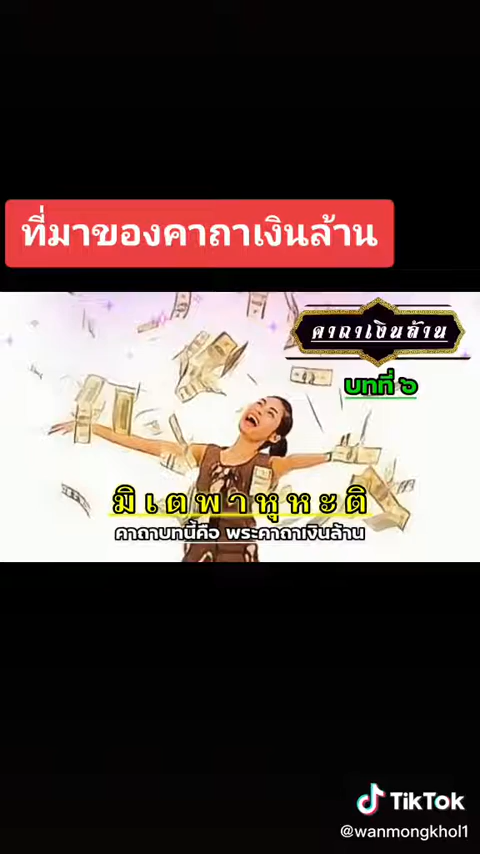 ที่มาของคาถาเงินล้าน
คาถาเงินล้าน
บทที่ ๖
มิเตพาหุหะติ
คาถาบทนี้คือ พระคาถาเงินล้าน
TikTok
@wanmongkhol1